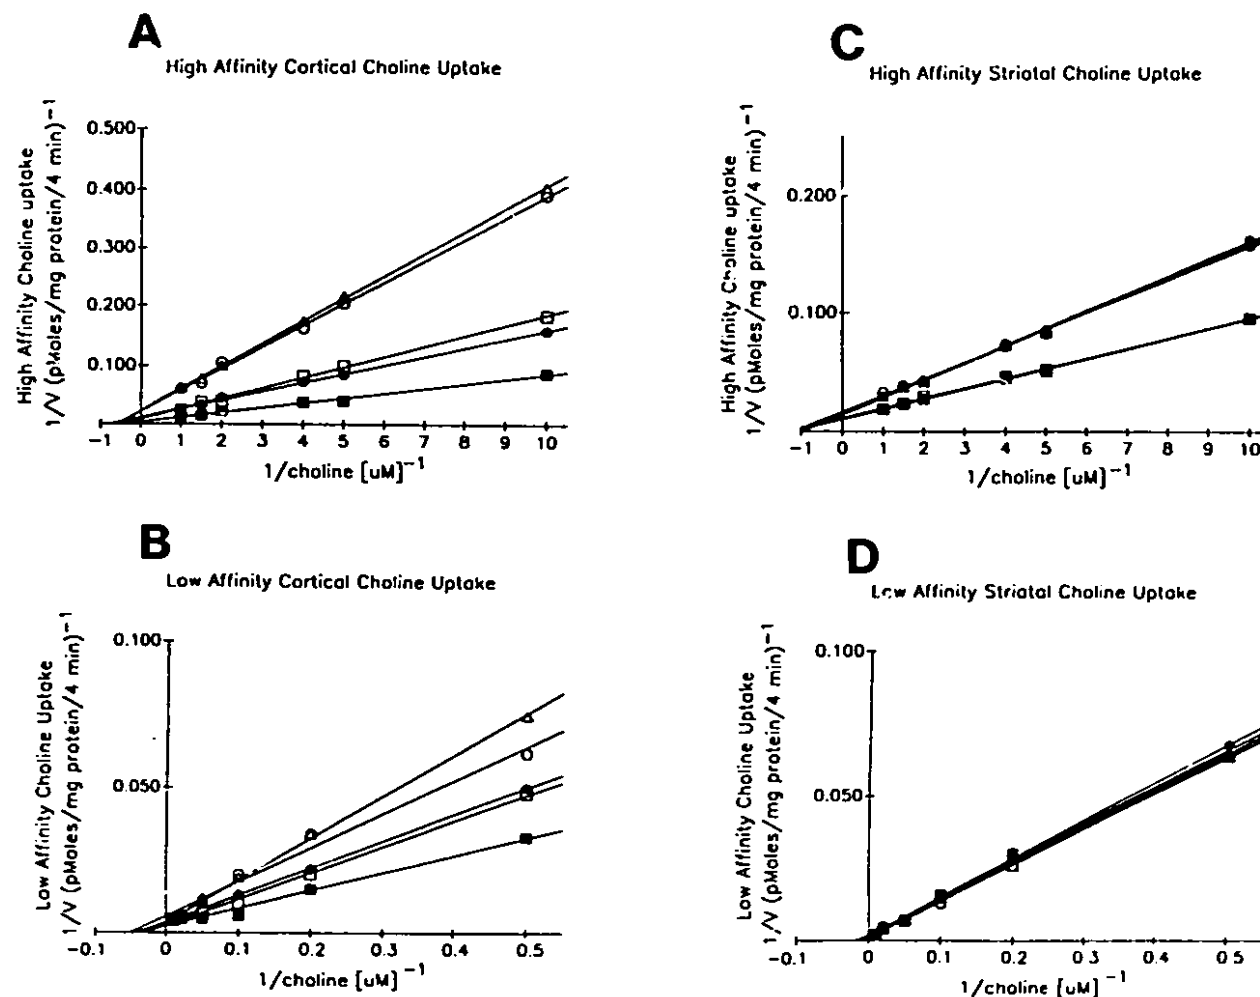 A
High Affinity Cortical Choline Uptake
High Affinity Choline uptake
1/V (pMoles/mg protein/4 min)⁻¹
0.500
0.400
0.300
0.200
0.100
-1 0 1 2 3 4 5 6 7 8 9 10
1/choline [uM]⁻¹
C
High Affinity Striatal Choline Uptake
High Affinity Choline uptake
1/V (pMoles/mg protein/4 min)⁻¹
0.200
0.100
-1 0 1 2 3 4 5 6 7 8 9 10
1/choline [uM]⁻¹
B
Low Affinity Cortical Choline Uptake
Low Affinity Choline Uptake
1/V (pMoles/mg protein/4 min)⁻¹
0.100
0.050
-0.1 0 0.1 0.2 0.3 0.4 0.5
1/choline [uM]⁻¹
D
Low Affinity Striatal Choline Uptake
Low Affinity Choline Uptake
1/V (pMoles/mg protein/4 min)⁻¹
0.100
0.050
-0.1 0 0.1 0.2 0.3 0.4 0.5
1/choline [uM]⁻¹